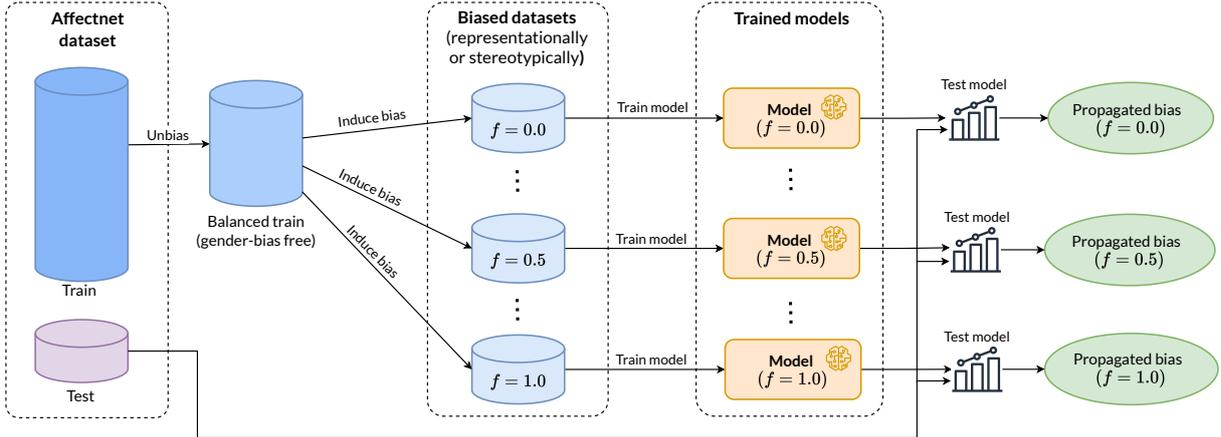 Affectnet
dataset
Train
Test
Unbias
Balanced train
(gender-bias free)
Induce bias
Induce bias
Induce bias
Biased datasets
(representationally
or stereotypically)
f = 0.0
⋮
f = 0.5
⋮
f = 1.0
Train model
Train model
Train model
Trained models
Model
(f = 0.0)
⋮
Model
(f = 0.5)
⋮
Model
(f = 1.0)
Test model
Test model
Test model
Propagated bias
(f = 0.0)
Propagated bias
(f = 0.5)
Propagated bias
(f = 1.0)